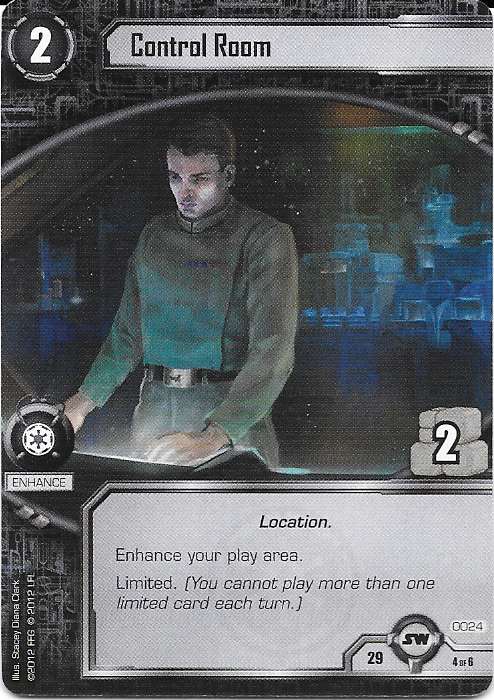 2
Control Room
ENHANCE
2
Location.
Enhance your play area.
Limited. (You cannot play more than one
limited card each turn.)
Illus. Stacey Diana Clark
©2012 FFG © 2012 LFL
SW
0024
29
4 OF 6